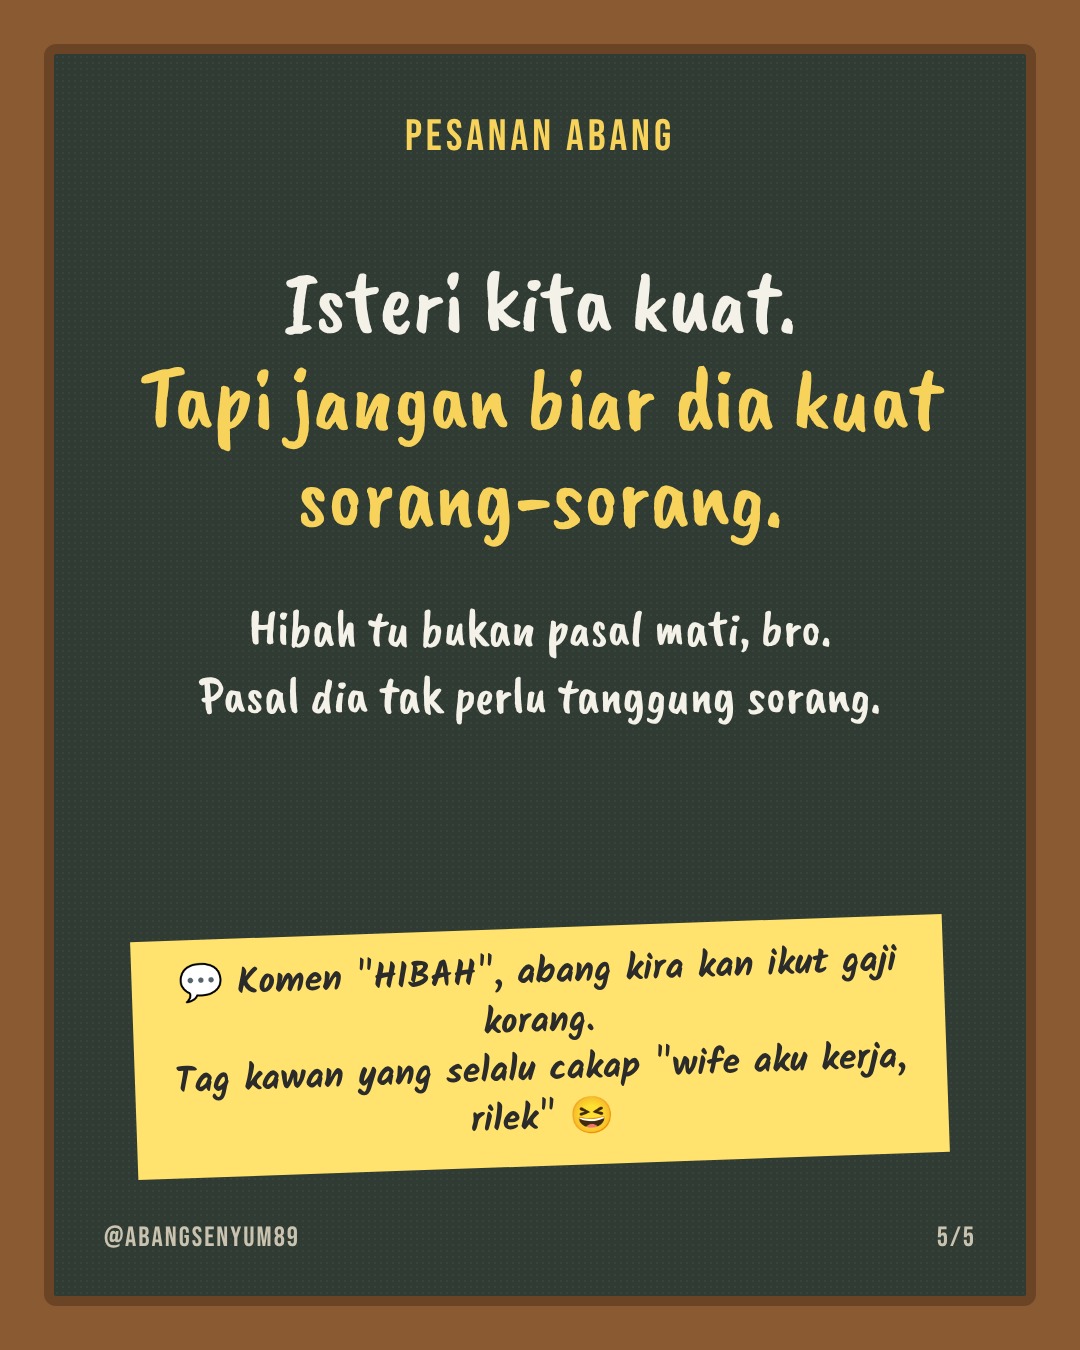 PESANAN ABANG
Isteri kita kuat.
Tapi jangan biar dia kuat
sorang-sorang.
Hibah tu bukan pasal mati, bro.
Pasal dia tak perlu tanggung sorang.
💬 Komen "HIBAH", abang kira kan ikut gaji
korang.
Tag kawan yang selalu cakap "wife aku kerja,
rilek" 😆
@ABANGSENYUM89
5/5